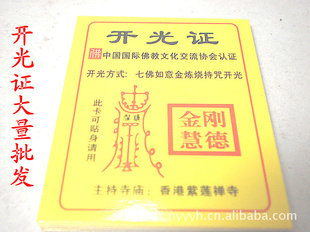 开光证大量批发
开光证
中国国际佛教文化交流协会认证
开光方式：七佛如意金炼烧持咒开光
此卡可贴身请用
金刚
慧德
主持寺庙：香港紫莲禅寺